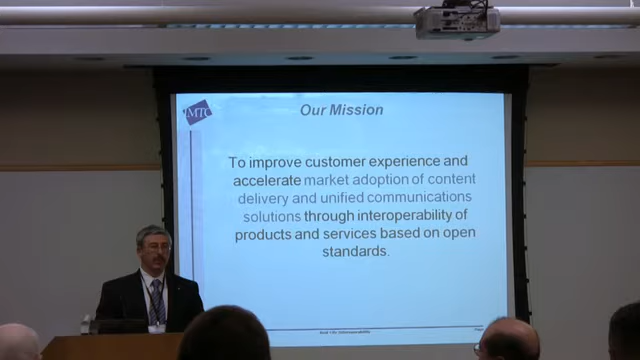 IMTC
Our Mission
To improve customer experience and
accelerate market adoption of content
delivery and unified communications
solutions through interoperability of
products and services based on open
standards.